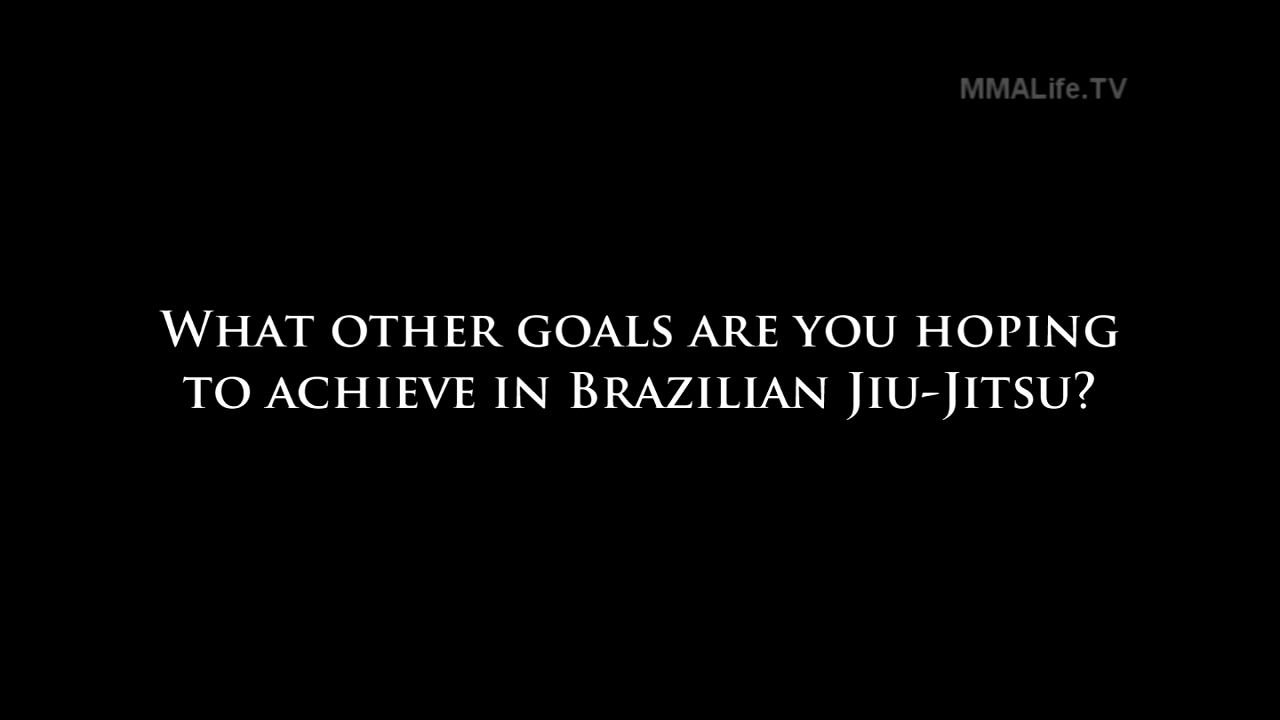 MMALife.TV
What other goals are you hoping
to achieve in Brazilian Jiu-Jitsu?